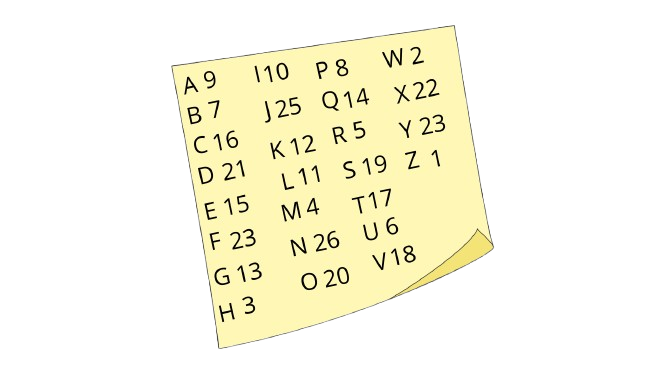 A 9
B 7
C 16
D 21
E 15
F 23
G 13
H 3
I 10
J 25
K 12
L 11
M 4
N 26
O 20
P 8
Q 14
R 5
S 19
T 17
U 6
V 18
W 2
X 22
Y 23
Z 1